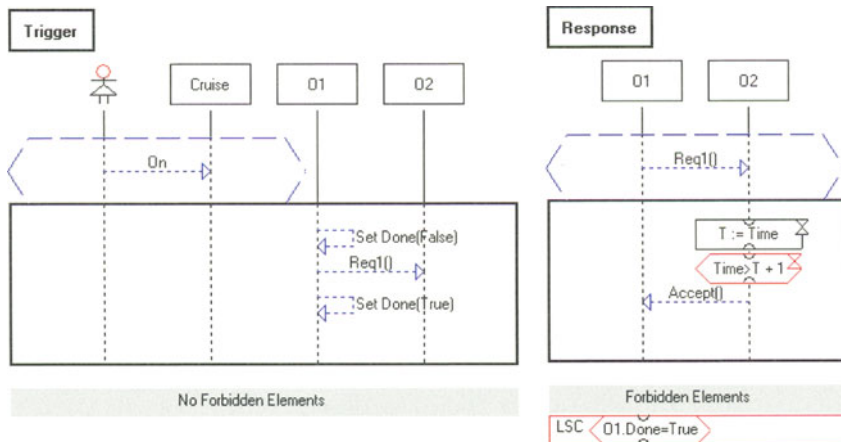 Trigger
Cruise
O1
O2
On
Set Done(False)
Req1()
Set Done(True)
No Forbidden Elements
Response
O1
O2
Req1()
T := Time
Time>T + 1
Accept()
Forbidden Elements
LSC
O1.Done=True